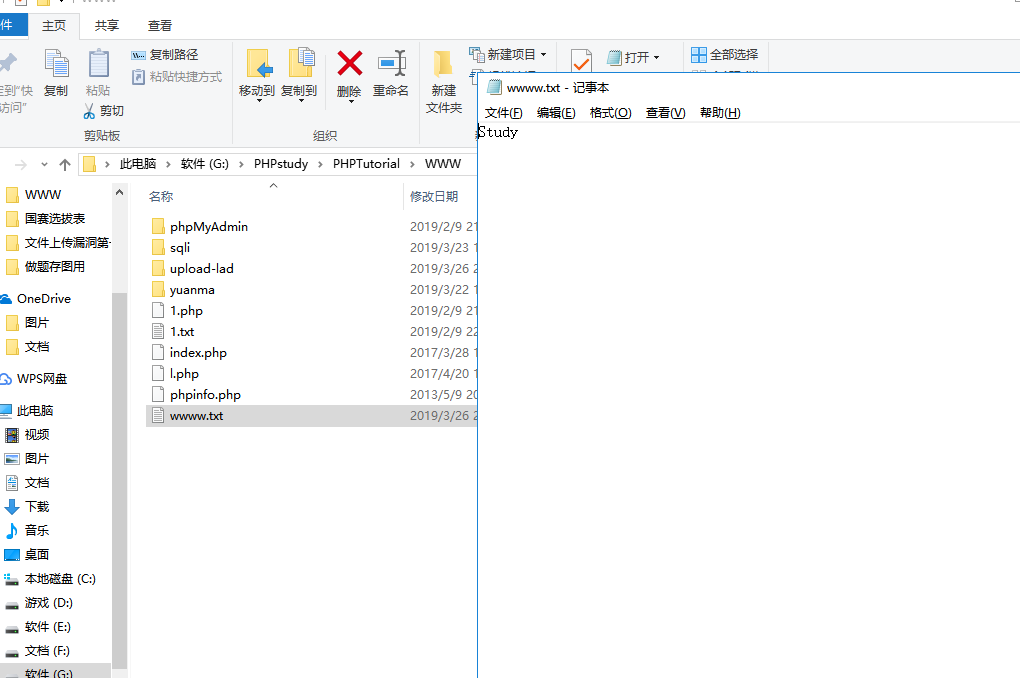 件 主页 共享 查看
复制 粘贴 复制路径
粘贴快捷方式
剪切
剪贴板
移动到 复制到 删除 重命名
组织
新建
文件夹
新建项目
打开
全部选择
此电脑 › 软件 (G:) › PHPstudy › PHPTutorial › WWW
WWW
国赛选拔表
文件上传漏洞第
做题存图用
OneDrive
图片
文档
WPS网盘
此电脑
视频
图片
文档
下载
音乐
桌面
本地磁盘 (C:)
游戏 (D:)
软件 (E:)
文档 (F:)
软件 (G:)
名称 修改日期
phpMyAdmin 2019/2/9 21
sqli 2019/3/23 1
upload-lad 2019/3/26 2
yuanma 2019/3/22 1
1.php 2019/2/9 21
1.txt 2019/2/9 22
index.php 2017/3/28 1
l.php 2017/4/20 1
phpinfo.php 2013/5/9 20
wwww.txt 2019/3/26 2
wwww.txt - 记事本
文件(F) 编辑(E) 格式(O) 查看(V) 帮助(H)
Study